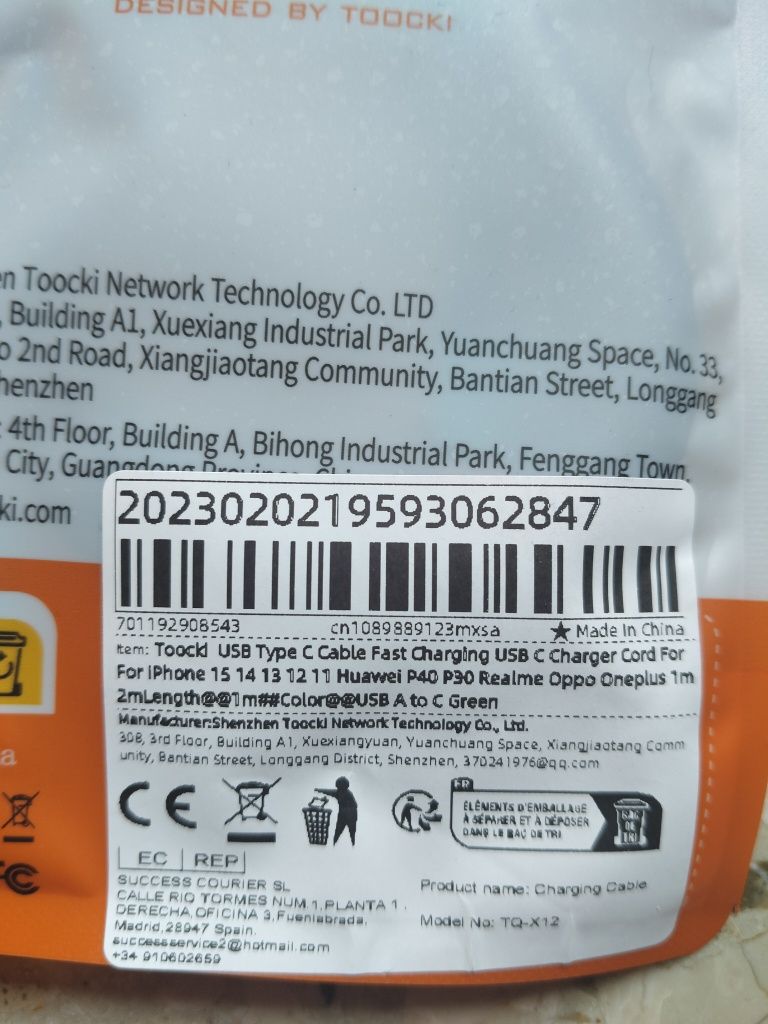 DESIGNED BY TOOCKI
en Toocki Network Technology Co. LTD
, Building A1, Xuexiang Industrial Park, Yuanchuang Space, No. 33,
o 2nd Road, Xiangjiaotang Community, Bantian Street, Longgang
henzhen
: 4th Floor, Building A, Bihong Industrial Park, Fenggang Town,
City, Guangdong Province,
ki.com
2023020219593062847
701192908543 cn1089889123mxsa ★ Made In China
Item: Toocki USB Type C Cable Fast Charging USB C Charger Cord For
For iPhone 15 14 13 12 11 Huawei P40 P30 Realme Oppo Oneplus 1m
2mLength@@1m##Color@@USB A to C Green
Manufacturer:Shenzhen Toocki Network Technology Co., Ltd.
308, 3rd Floor, Building A1, Xuexiangyuan, Yuanchuang Space, Xiangjiaotang Comm
unity, Bantian Street, Longgang District, Shenzhen, 370241976@qq.com
CE
FR
ÉLÉMENTS D'EMBALLAGE
À SÉPARER ET À DÉPOSER
DANS LE BAC DE TRI
BAC
DE
TRI
EC REP
SUCCESS COURIER SL
CALLE RIO TORMES NUM 1,PLANTA 1 ,
DERECHA,OFICINA 3,Fuenlabrada,
Madrid,28947 Spain.
successservice2@hotmail.com
+34 910602659
Product name: Charging Cable
Model No: TQ-X12